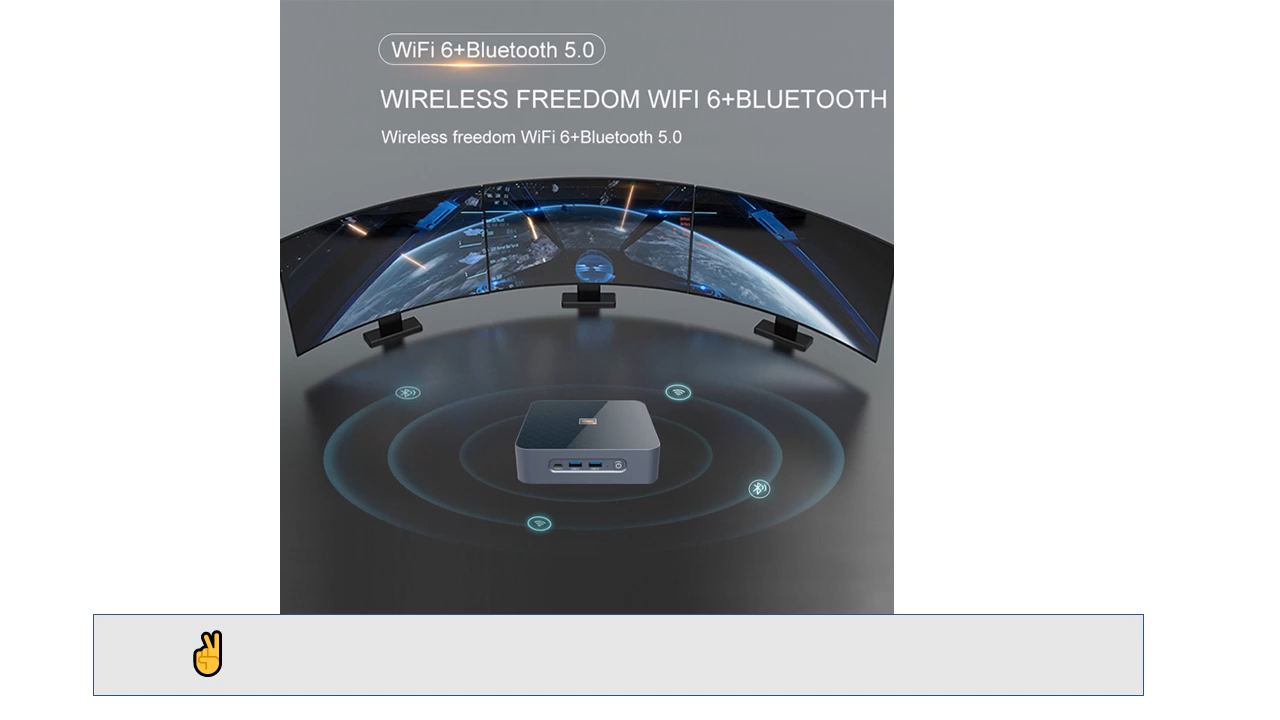 WiFi 6+Bluetooth 5.0
WIRELESS FREEDOM WIFI 6+BLUETOOTH
Wireless freedom WiFi 6+Bluetooth 5.0